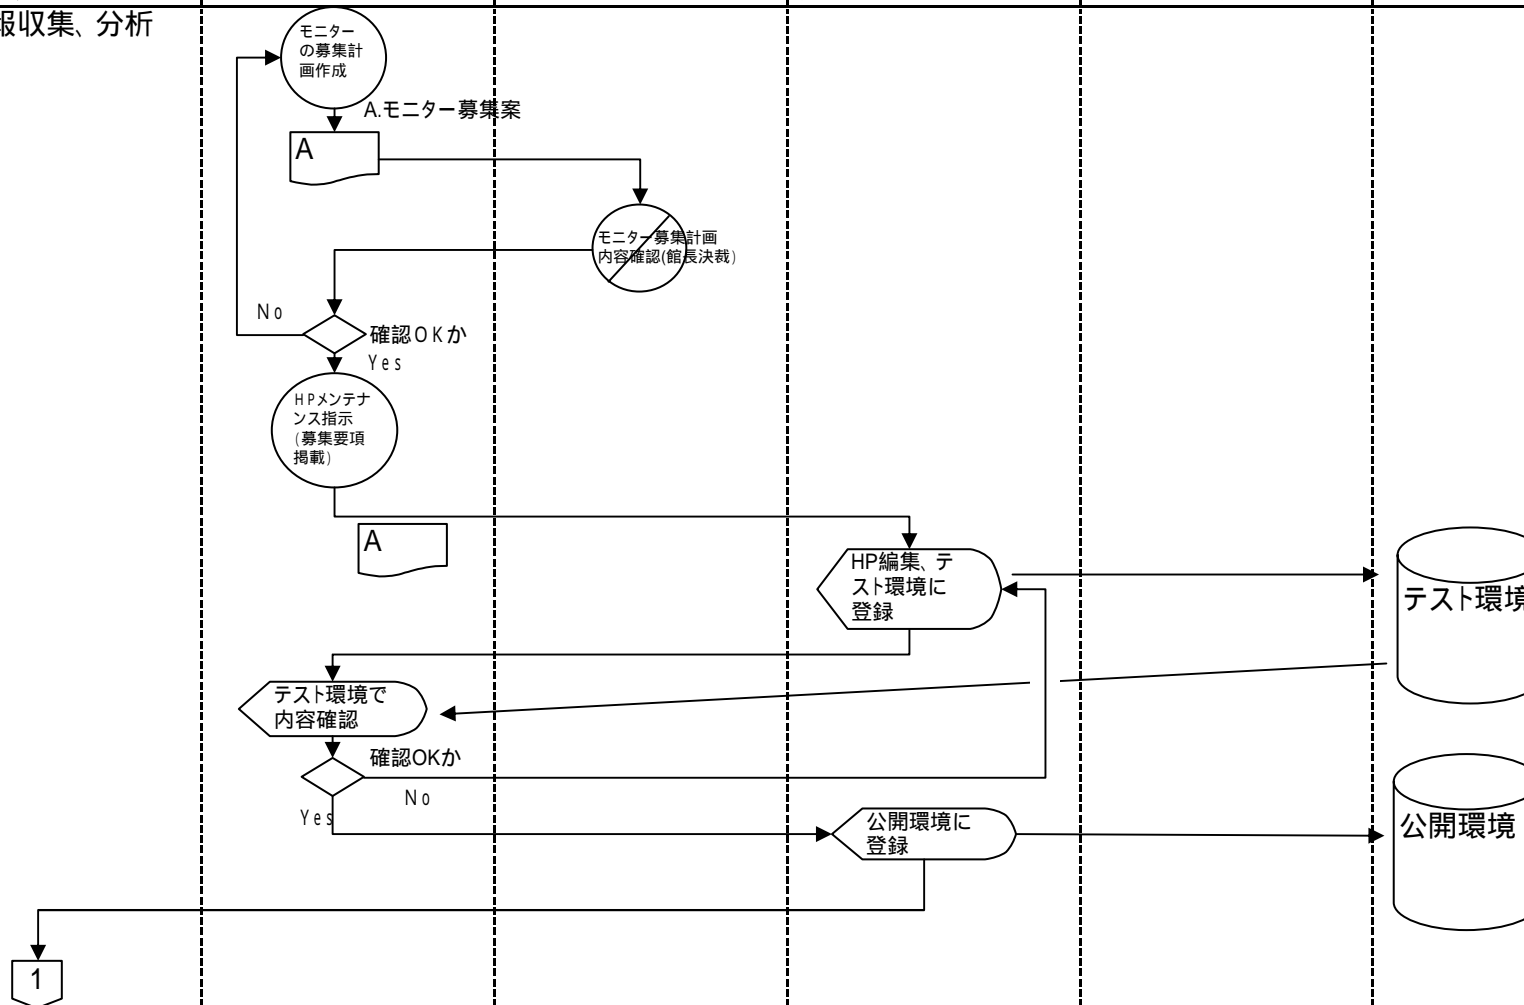 報収集、分析
モニター
の募集計
画作成
A.モニター募集案
A
モニター募集計画
内容確認(館長決裁)
No
確認OKか
Yes
HPメンテナ
ンス指示
(募集要項
掲載)
A
HP編集、テ
スト環境に
登録
テスト環境
テスト環境で
内容確認
確認OKか
No
Yes
公開環境に
登録
公開環境
1